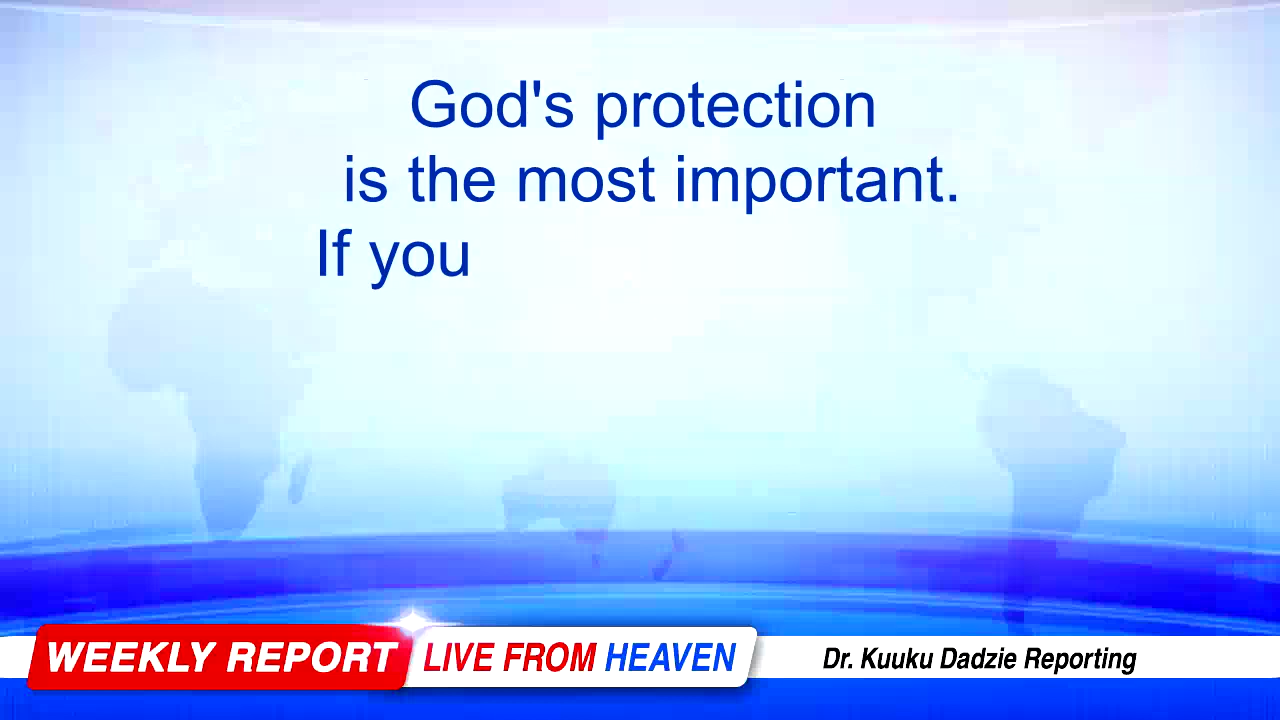 God's protection
is the most important.
If you
WEEKLY REPORT LIVE FROM HEAVEN Dr. Kuuku Dadzie Reporting